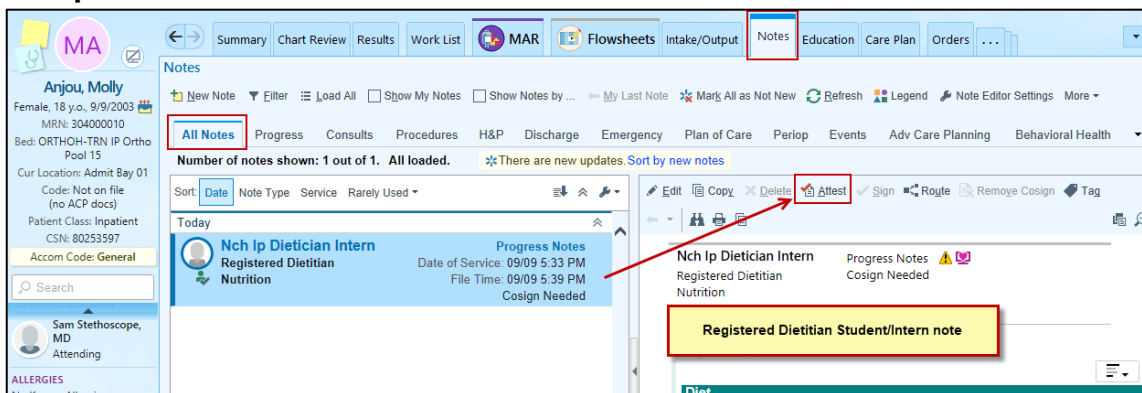 MA
Anjou, Molly
Female, 18 y.o., 9/9/2003
MRN: 304000010
Bed: ORTHOH-TRN IP Ortho
Pool 15
Cur Location: Admit Bay 01
Code: Not on file
(no ACP docs)
Patient Class: Inpatient
CSN: 80253597
Accom Code: General
Search
Sam Stethoscope,
MD
Attending
ALLERGIES
Summary Chart Review Results Work List MAR Flowsheets Intake/Output Notes Education Care Plan Orders ...
Notes
New Note Filter Load All Show My Notes Show Notes by ... My Last Note Mark All as Not New Refresh Legend Note Editor Settings More
All Notes Progress Consults Procedures H&P Discharge Emergency Plan of Care Periop Events Adv Care Planning Behavioral Health
Number of notes shown: 1 out of 1. All loaded. There are new updates. Sort by new notes
Sort: Date Note Type Service Rarely Used
Today
Nch Ip Dietician Intern Progress Notes
Registered Dietitian Date of Service: 09/09 5:33 PM
Nutrition File Time: 09/09 5:39 PM
Cosign Needed
Edit Copy Delete Attest Sign Route Remove Cosign Tag
Nch Ip Dietician Intern Progress Notes
Registered Dietitian Cosign Needed
Nutrition
Registered Dietitian Student/Intern note
Diet